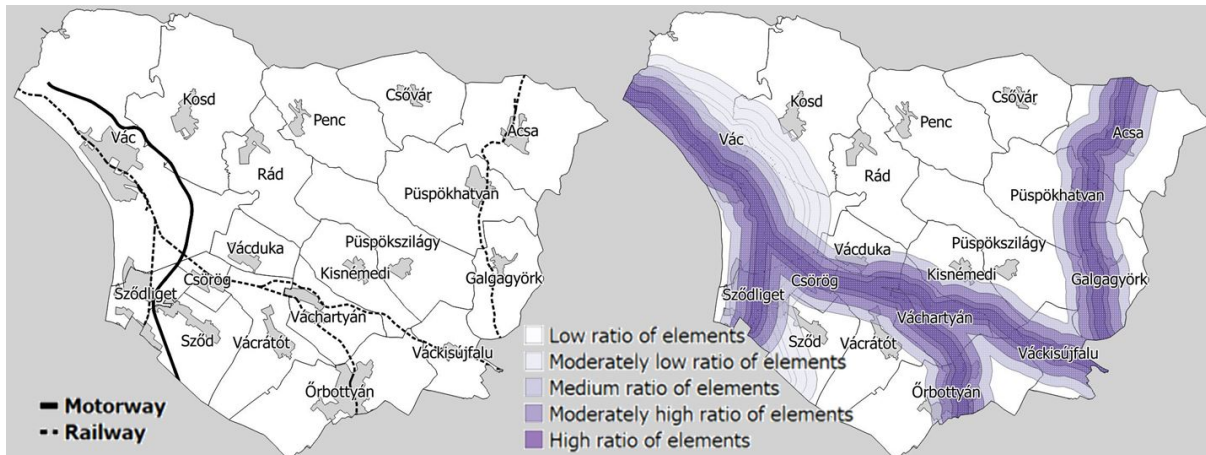 Vác
Kosd
Penc
Csővár
Acsa
Rád
Püspökhatvan
Vácduka
Püspökszilágy
Kisnémedi
Galgagyörk
Csörög
Sződliget
Váchartyán
Sződ
Vácrátót
Váckisújfalu
Őrbottyán
Motorway
Railway
Vác
Kosd
Penc
Csővár
Acsa
Rád
Püspökhatvan
Vácduka
Püspökszilágy
Kisnémedi
Galgagyörk
Csörög
Sződliget
Váchartyán
Sződ
Vácrátót
Váckisújfalu
Őrbottyán
Low ratio of elements
Moderately low ratio of elements
Medium ratio of elements
Moderately high ratio of elements
High ratio of elements